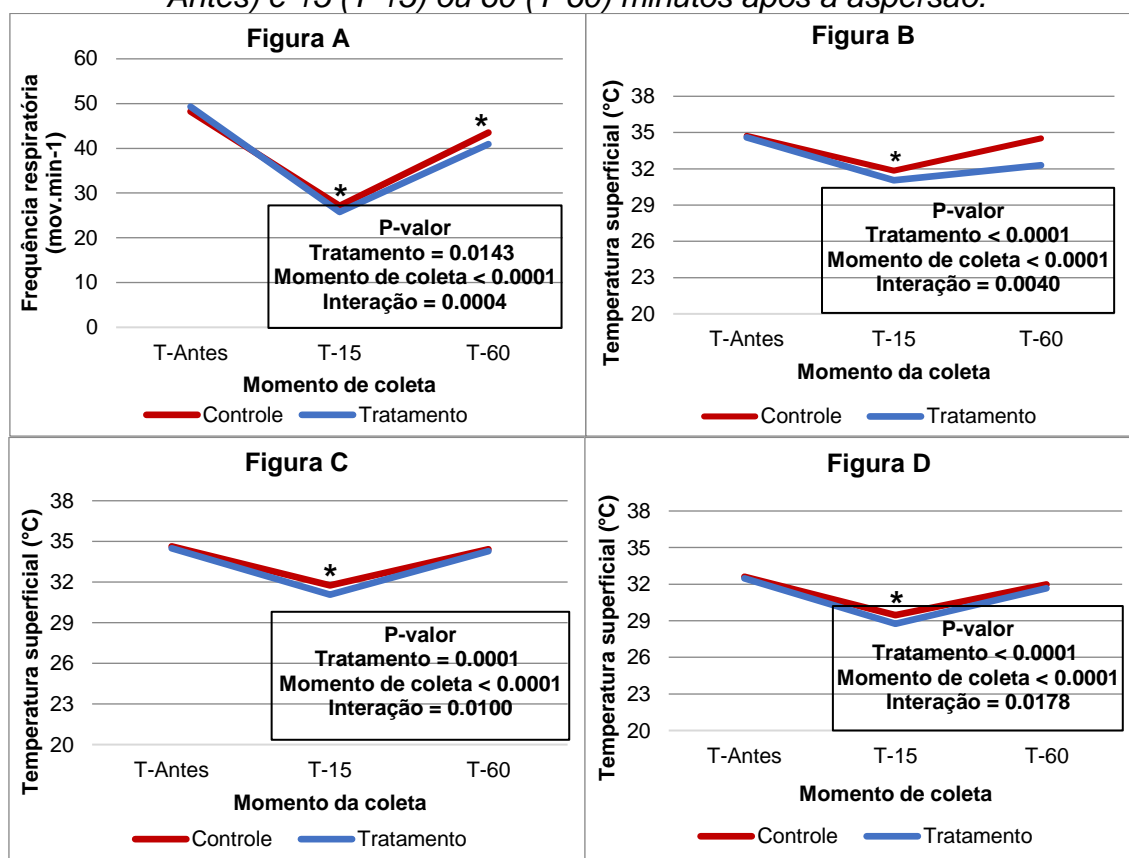 Antes) e 15 (T-15) ou 60 (T-60) minutos após a aspersão.
Figura A
Frequência respiratória
(mov.min-1)
60
50
40
30
20
10
0
*
*
P-valor
Tratamento = 0.0143
Momento de coleta < 0.0001
Interação = 0.0004
T-Antes T-15 T-60
Momento de coleta
Controle Tratamento
Figura B
Temperatura superficial (°C)
38
35
32
29
26
23
20
*
P-valor
Tratamento < 0.0001
Momento de coleta < 0.0001
Interação = 0.0040
T-Antes T-15 T-60
Momento da coleta
Controle Tratamento
Figura C
Temperatura superficial (°C)
38
35
32
29
26
23
20
*
P-valor
Tratamento = 0.0001
Momento de coleta < 0.0001
Interação = 0.0100
T-Antes T-15 T-60
Momento da coleta
Controle Tratamento
Figura D
Temperatura superficial (°C)
38
35
32
29
26
23
20
*
P-valor
Tratamento < 0.0001
Momento de coleta < 0.0001
Interação = 0.0178
T-Antes T-15 T-60
Momento de coleta
Controle Tratamento